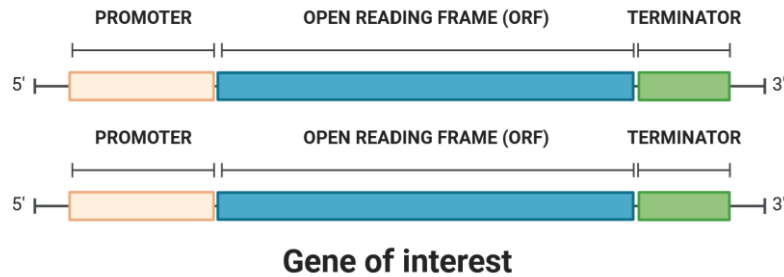 PROMOTER OPEN READING FRAME (ORF) TERMINATOR
5' 3'
PROMOTER OPEN READING FRAME (ORF) TERMINATOR
5' 3'
Gene of interest